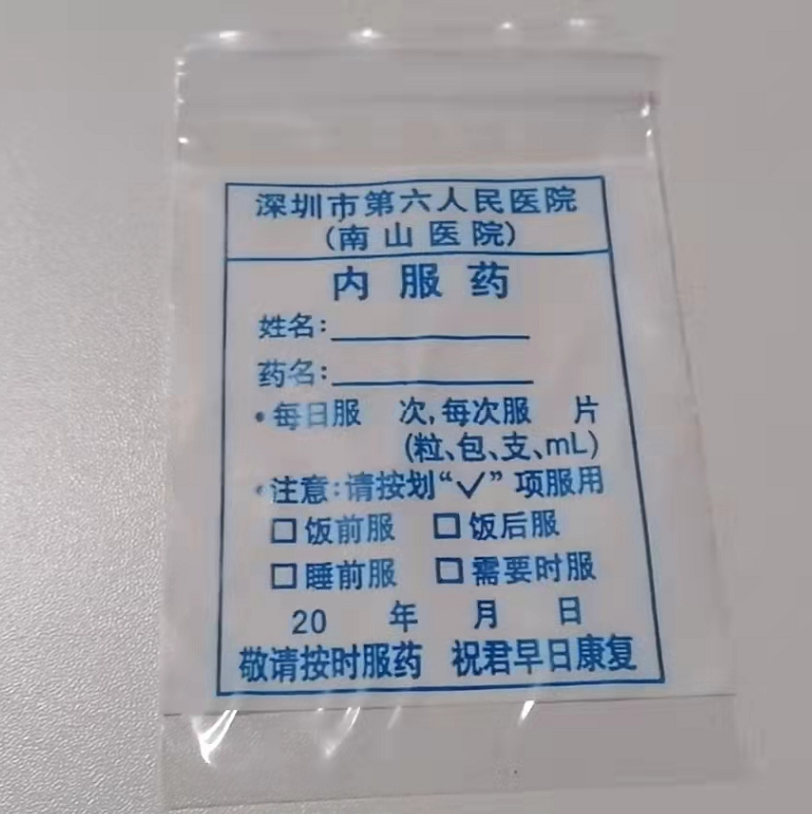 深圳市第六人民医院
(南山医院)
内服药
姓名:
药名:
•每日服 次,每次服 片
(粒、包、支、mL)
•注意:请按划“✓”项服用
□饭前服 □饭后服
□睡前服 □需要时服
20 年 月 日
敬请按时服药 祝君早日康复